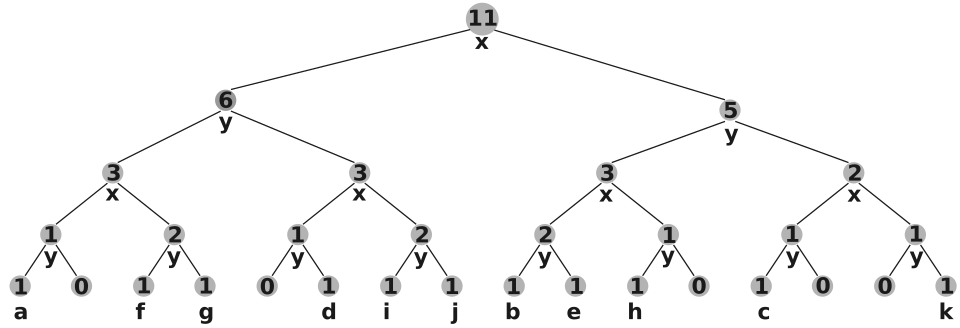 11
x
6
5
y
y
3 3 3 2
x x x x
1 2 1 2 2 1 1 1
y y y y y y y y
1 0 1 1 0 1 1 1 1 1 1 0 1 0 0 1
a f g d i j b e h c k